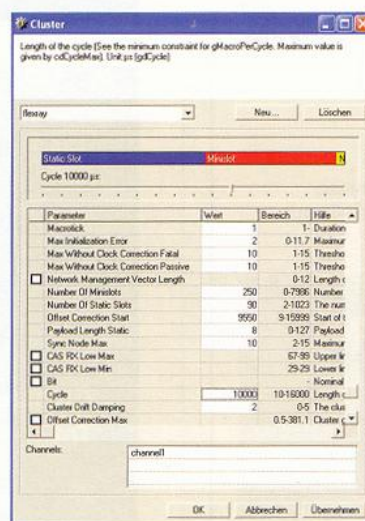 Cluster
Length of the cycle (See the minimum constraint for gMacroPerCycle. Maximum value is
given by cdCycleMax). Unit µs [gdCycle]
flexray
Neu...
Löschen
Static Slot
Minislot
N
Cycle 10000 µs:
Parameter Wert Bereich Hilfe
Macrotick 1 1- Duration
Max Initialization Error 2 0-11.7 Maximur
Max Without Clock Correction Fatal 10 1-15 Thresho
Max Without Clock Correction Passive 10 1-15 Thresho
Network Management Vector Length 0-12 Length c
Number Of Minislots 250 0-7986 Number
Number Of Static Slots 90 2-1023 The num
Offset Correction Start 9550 9-15999 Start of t
Payload Length Static 8 0-127 Payload
Sync Node Max 10 2-15 Maximur
CAS RX Low Max 67-99 Upper lir
CAS RX Low Min 29-29 Lower lir
Bit - Nominal
Cycle 10000 10-16000 Length c
Cluster Drift Damping 2 0-5 The clus
Offset Correction Max 0.5-381.1 Cluster c
Channels:
channel1
OK
Abbrechen
Übernehmen